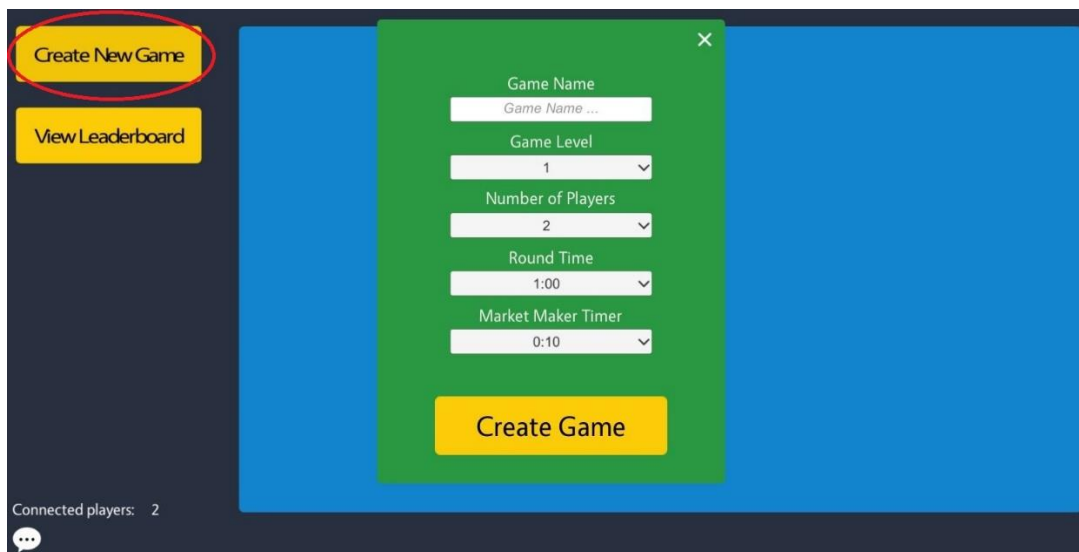 Create New Game
View Leaderboard
Game Name
Game Name ...
Game Level
1
Number of Players
2
Round Time
1:00
Market Maker Timer
0:10
Create Game
Connected players: 2